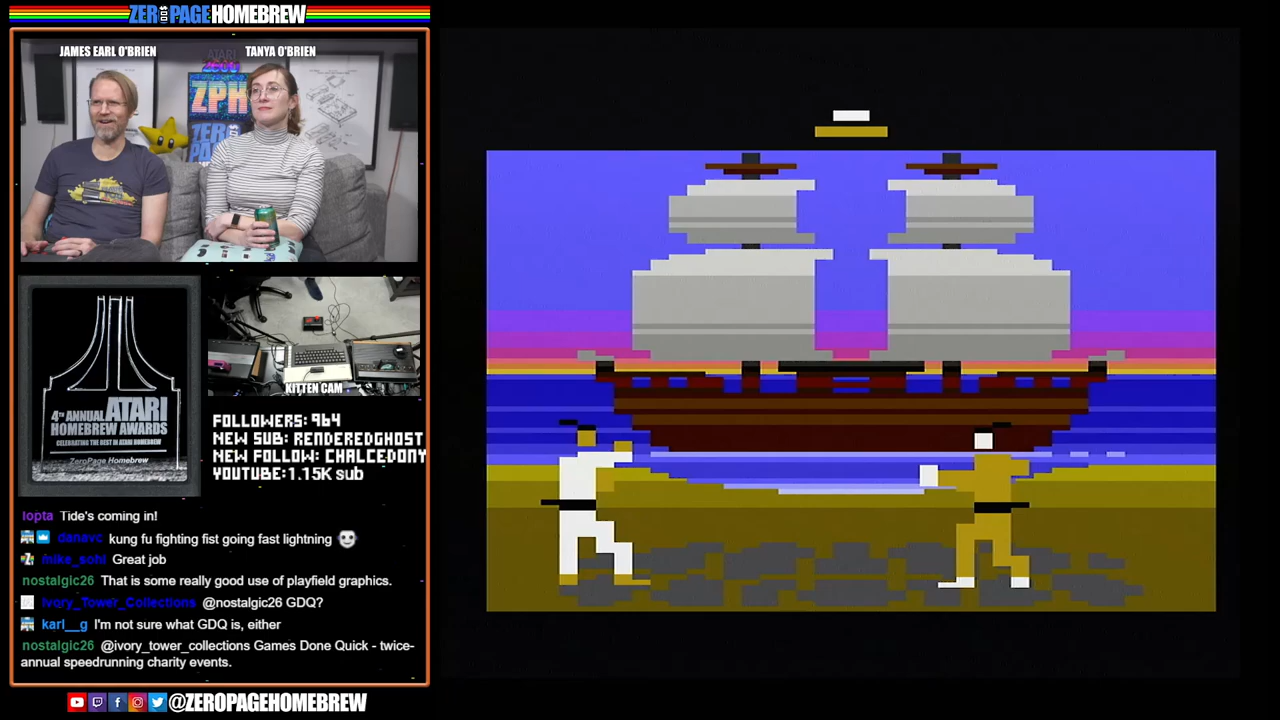 ZEROPAGE HOMEBREW
JAMES EARL O'BRIEN
TANYA O'BRIEN
ATARI
ZPH
ZERO
4TH ANNUAL ATARI
HOMEBREW AWARDS
CELEBRATING THE BEST IN ATARI HOMEBREW
ZeroPage Homebrew
KITTEN CAM
FOLLOWERS: 964
NEW SUB: RENDEREDGHOST
NEW FOLLOW: CHALCEDONY
YOUTUBE: 1.15K sub
lopta Tide's coming in!
danavc kung fu fighting fist going fast lightning
mike_sohl Great job
nostalgic26 That is some really good use of playfield graphics.
Ivory_Tower_Collections @nostalgic26 GDQ?
karl__g I'm not sure what GDQ is, either
nostalgic26 @ivory_tower_collections Games Done Quick - twice-
annual speedrunning charity events.
@ZEROPAGEHOMEBREW